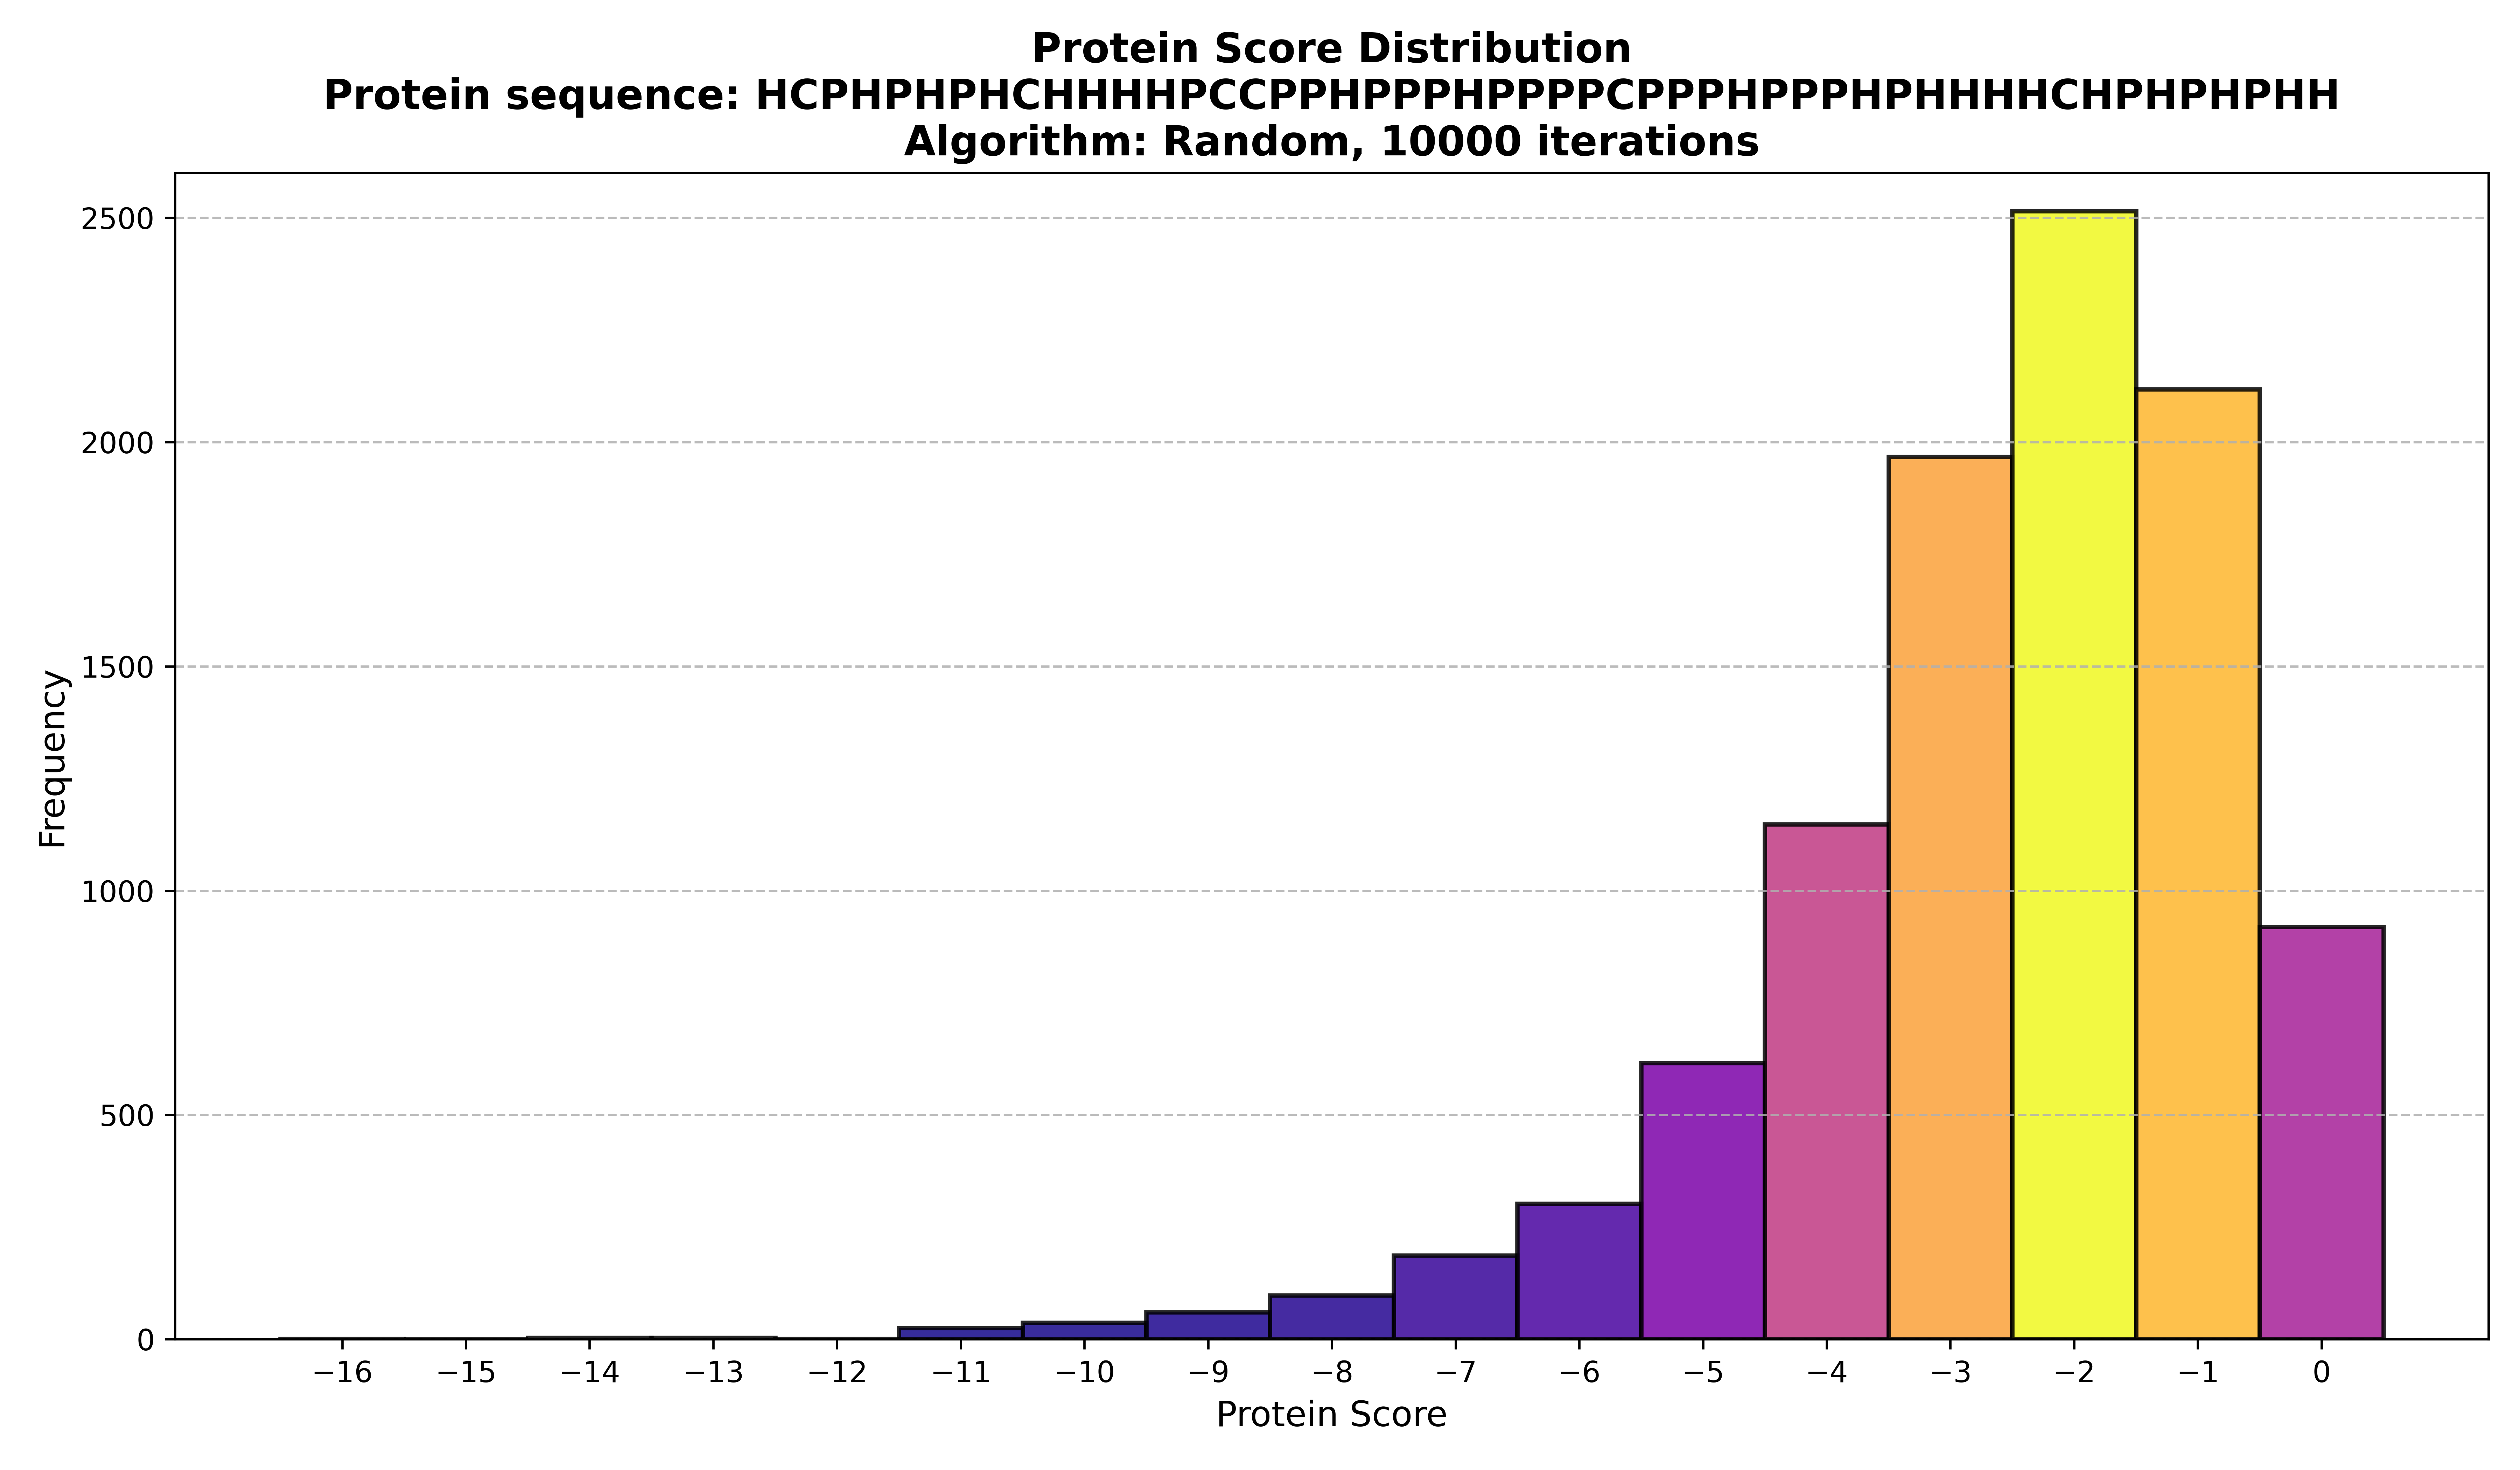 Protein Score Distribution
Protein sequence: HCPHPHPHCHHHHPCCPPHPPPHPPPPCPPPHPPPHPHHHHCHPHPHPHH
Algorithm: Random, 10000 iterations
2500
2000
1500
1000
500
0
Frequency
−16 −15 −14 −13 −12 −11 −10 −9 −8 −7 −6 −5 −4 −3 −2 −1 0
Protein Score